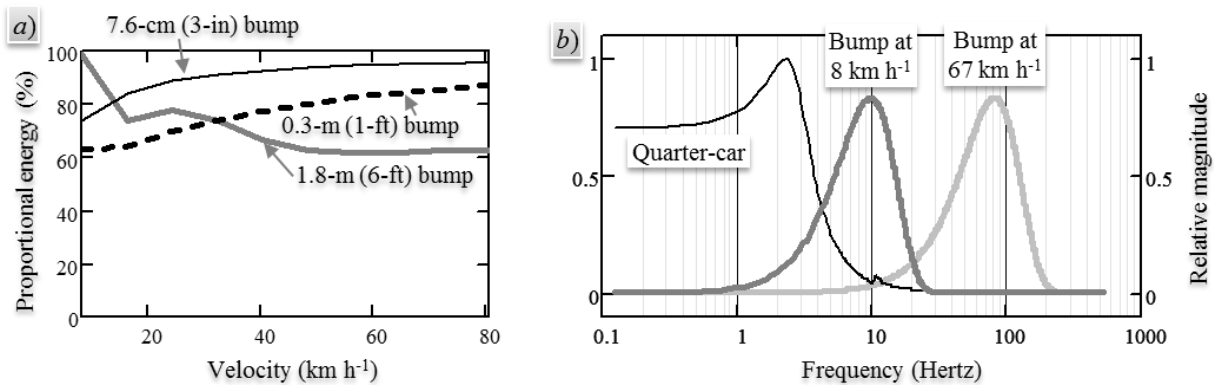 a)
7.6-cm (3-in) bump
100
80
60
40
20
0
Proportional energy (%)
0.3-m (1-ft) bump
1.8-m (6-ft) bump
20
40
60
80
Velocity (km h-1)
b)
Bump at
8 km h-1
Bump at
67 km h-1
1
0.5
0
Quarter-car
1
0.5
0
Relative magnitude
0.1
1
10
100
1000
Frequency (Hertz)